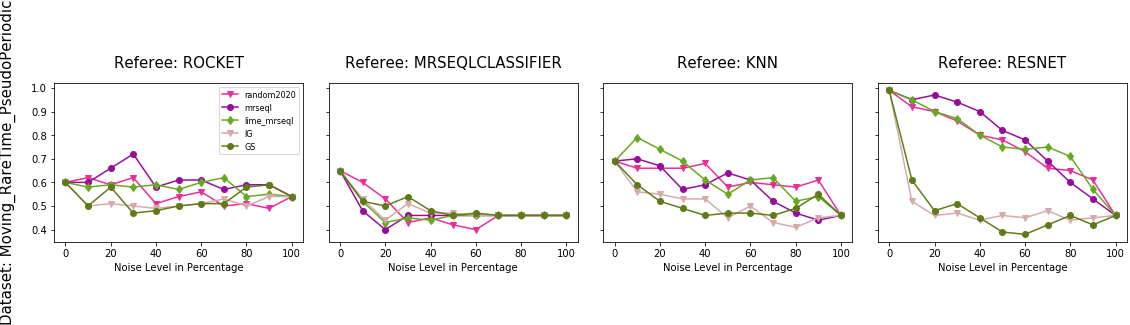 Dataset: Moving_RareTime_PseudoPeriodic
Referee: ROCKET
1.0
0.9
0.8
0.7
0.6
0.5
0.4
0 20 40 60 80 100
Noise Level in Percentage
random2020
mrseql
lime_mrseql
IG
GS
Referee: MRSEQLCLASSIFIER
0 20 40 60 80 100
Noise Level in Percentage
Referee: KNN
0 20 40 60 80 100
Noise Level in Percentage
Referee: RESNET
0 20 40 60 80 100
Noise Level in Percentage